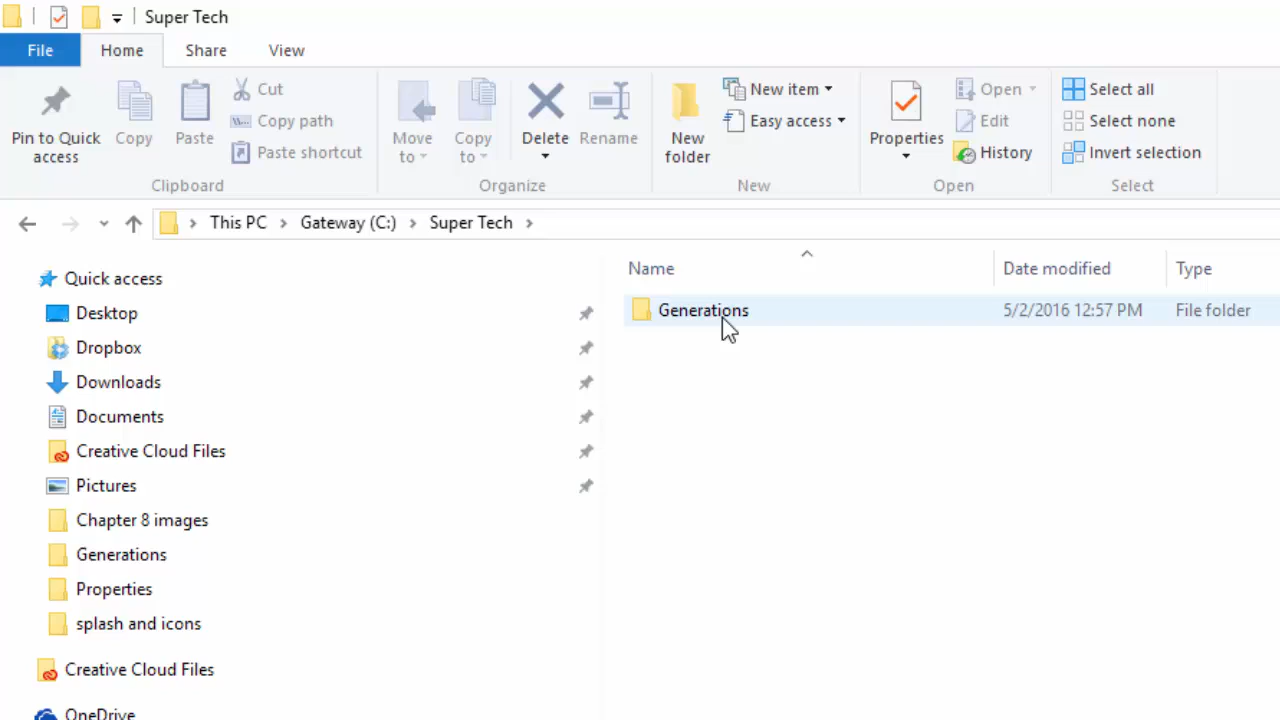 Super Tech
File Home Share View
Pin to Quick access
Copy
Paste
Cut
Copy path
Paste shortcut
Clipboard
Move to
Copy to
Delete
Rename
Organize
New folder
New item
Easy access
New
Properties
Open
Edit
History
Open
Select all
Select none
Invert selection
Select
This PC Gateway (C:) Super Tech
Quick access
Desktop
Dropbox
Downloads
Documents
Creative Cloud Files
Pictures
Chapter 8 images
Generations
Properties
splash and icons
Creative Cloud Files
OneDrive
Name Date modified Type
Generations 5/2/2016 12:57 PM File folder